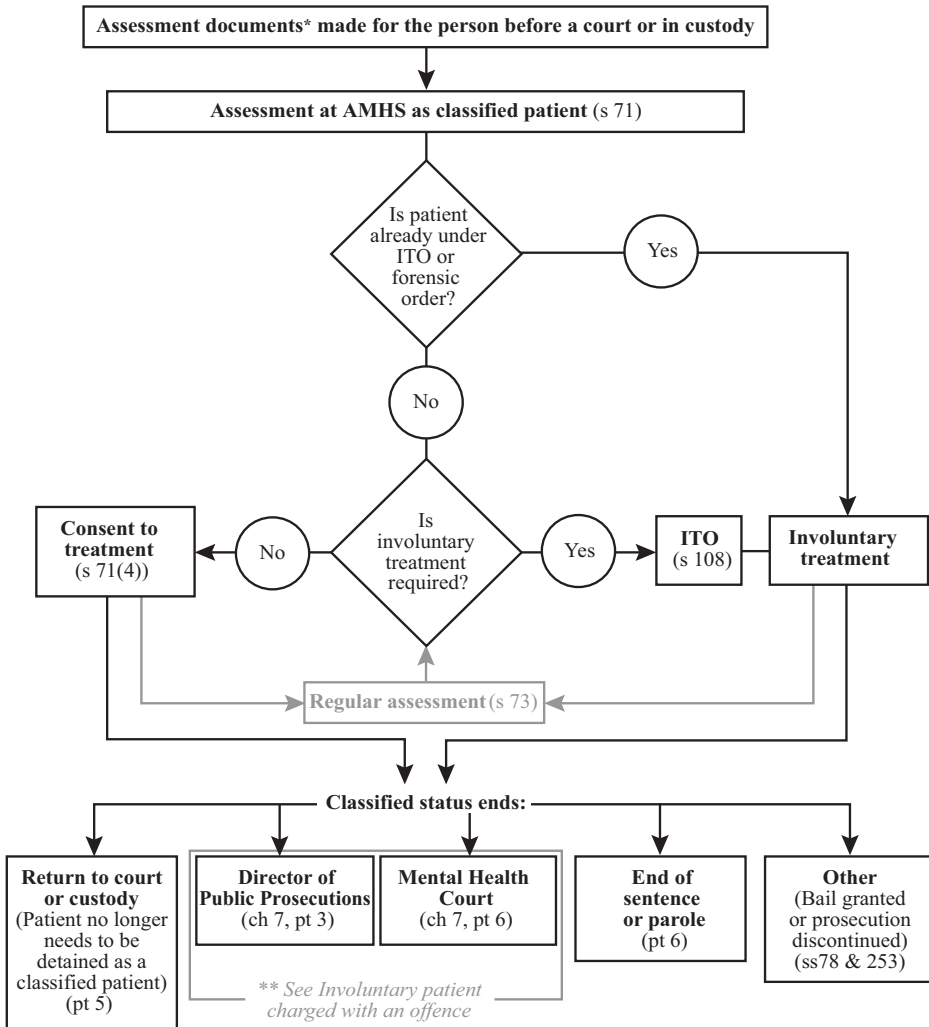 Assessment documents* made for the person before a court or in custody
Assessment at AMHS as classified patient (s 71)
Is patient
already under
ITO or
forensic
order?
Yes
No
Consent to
treatment
(s 71(4))
No
Is
involuntary
treatment
required?
Yes
ITO
(s 108)
Involuntary
treatment
Regular assessment (s 73)
Classified status ends:
Return to court
or custody
(Patient no longer
needs to be
detained as a
classified patient)
(pt 5)
Director of
Public Prosecutions
(ch 7, pt 3)
Mental Health
Court
(ch 7, pt 6)
End of
sentence
or parole
(pt 6)
Other
(Bail granted
or prosecution
discontinued)
(ss78 & 253)
** See Involuntary patient
charged with an offence